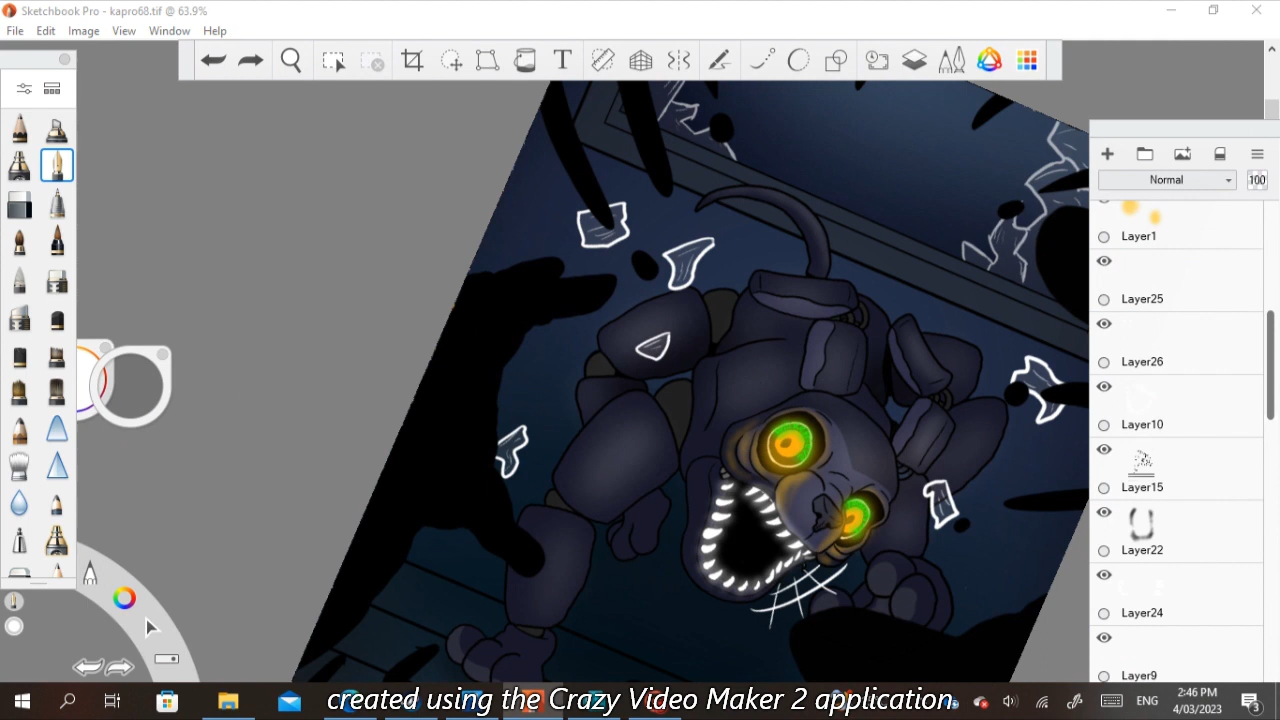 Sketchbook Pro - kapro68.tif @ 63.9%
File Edit Image View Window Help
T
Normal 100
Layer1
Layer25
Layer26
Layer10
Layer15
Layer22
Layer24
Layer9
created using the Crazy Video Maker 2 application
ENG
2:46 PM
4/03/2023
3